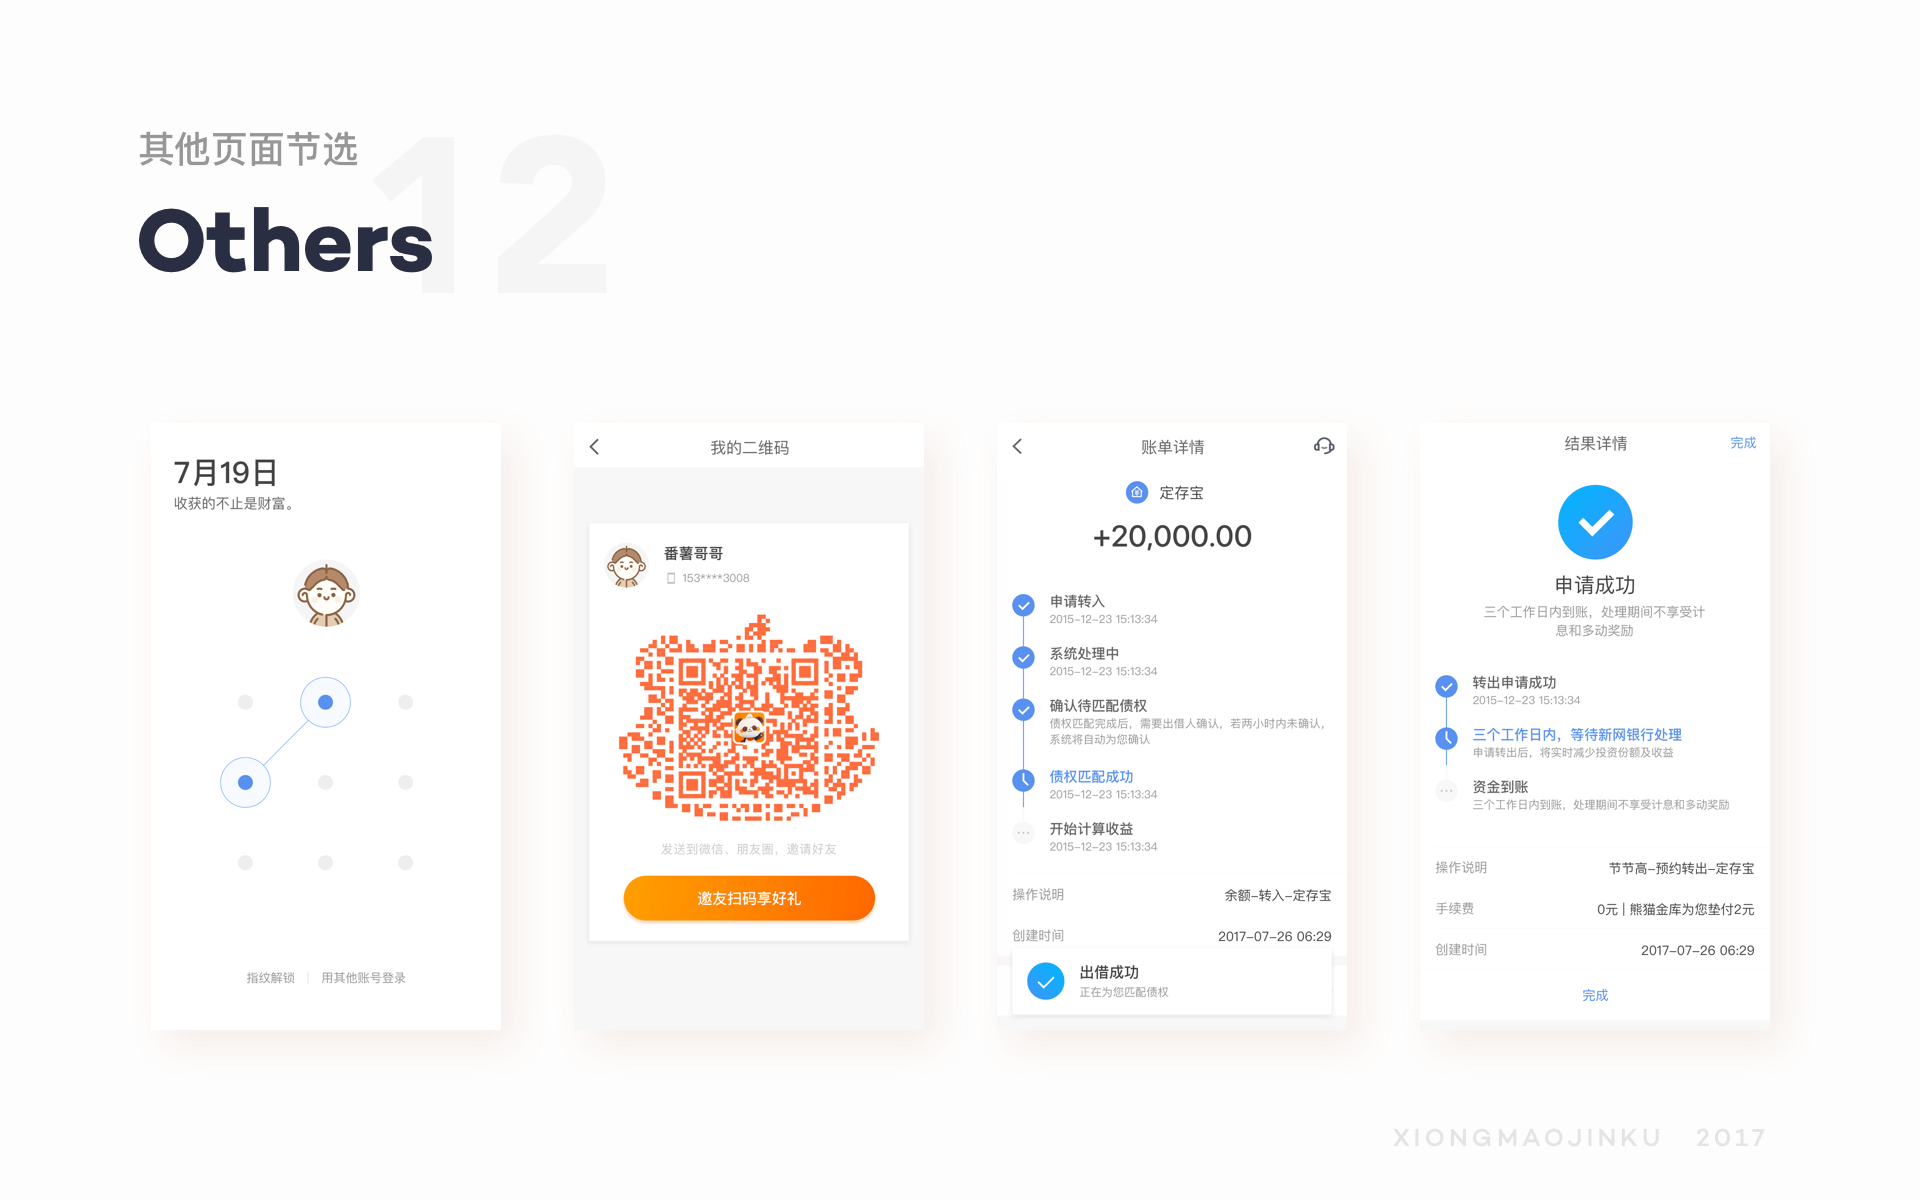 其他页面节选
12
Others
7月19日
收获的不止是财富。
指纹解锁 | 用其他账号登录
我的二维码
番薯哥哥
153****3008
发送到微信、朋友圈，邀请好友
邀友扫码享好礼
账单详情
定存宝
+20,000.00
申请转入
2015-12-23 15:13:34
系统处理中
2015-12-23 15:13:34
确认待匹配债权
债权匹配完成后，需要出借人确认，若两小时内未确认，
系统将自动为您确认
债权匹配成功
2015-12-23 15:13:34
开始计算收益
2015-12-23 15:13:34
操作说明 余额-转入-定存宝
创建时间 2017-07-26 06:29
出借成功
正在为您匹配债权
结果详情 完成
申请成功
三个工作日内到账，处理期间不享受计
息和多动奖励
转出申请成功
2015-12-23 15:13:34
三个工作日内，等待新网银行处理
申请转出后，将实时减少投资份额及收益
资金到账
三个工作日内到账，处理期间不享受计息和多动奖励
操作说明 节节高-预约转出-定存宝
手续费 0元 | 熊猫金库为您垫付2元
创建时间 2017-07-26 06:29
完成
XIONGMAOJINKU 2017